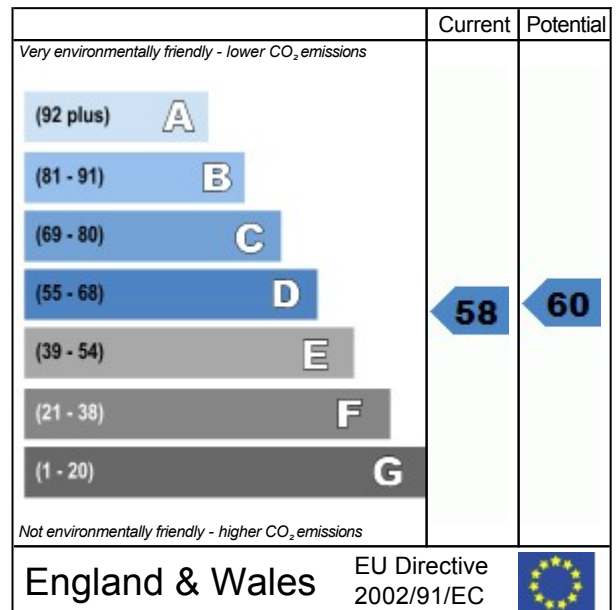 Current Potential
Very environmentally friendly - lower CO₂ emissions
(92 plus) A
(81 - 91) B
(69 - 80) C
(55 - 68) D
58 60
(39 - 54) E
(21 - 38) F
(1 - 20) G
Not environmentally friendly - higher CO₂ emissions
England & Wales
EU Directive
2002/91/EC